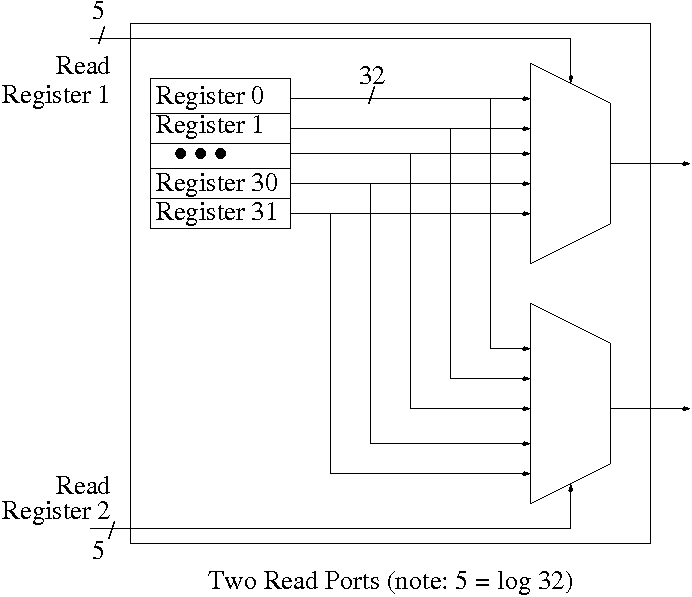 5
Read
Register 1
32
Register 0
Register 1
Register 30
Register 31
Read
Register 2
5
Two Read Ports (note: 5 = log 32)